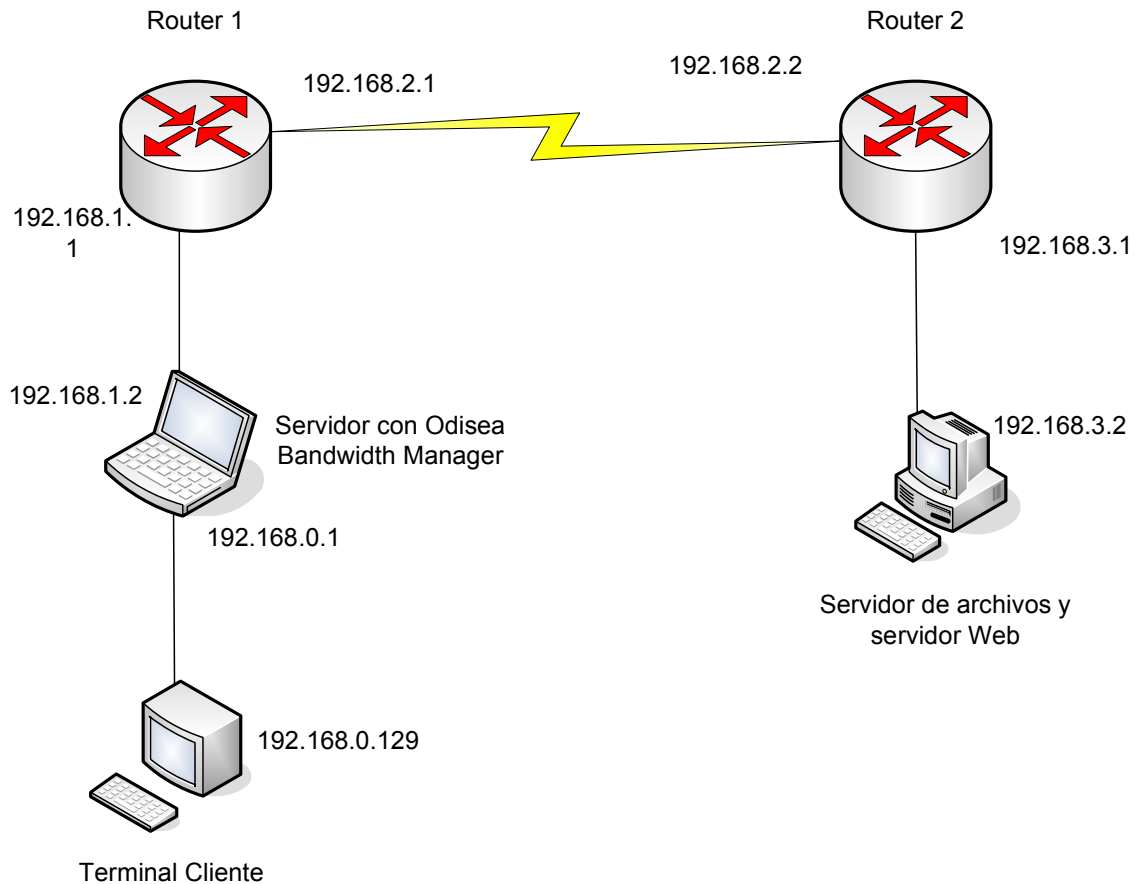 Router 1
Router 2
192.168.2.1
192.168.2.2
192.168.1.
1
192.168.3.1
192.168.1.2
Servidor con Odisea
Bandwidth Manager
192.168.3.2
192.168.0.1
Servidor de archivos y
servidor Web
192.168.0.129
Terminal Cliente